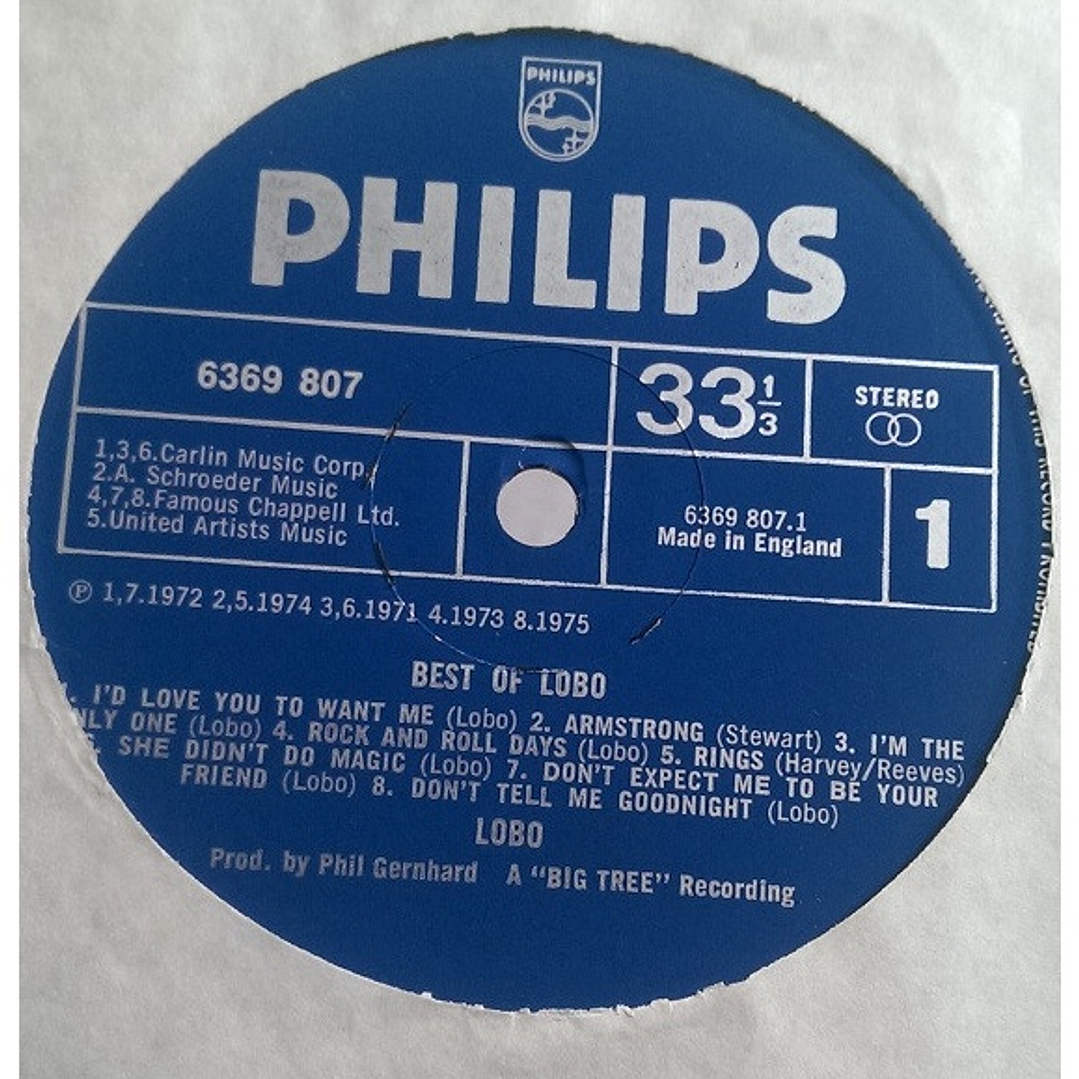 PHILIPS
PHILIPS
6369 807
33 1/3
STEREO
1,3,6.Carlin Music Corp.
2.A. Schroeder Music
4,7,8.Famous Chappell Ltd.
5.United Artists Music
6369 807.1
Made in England
1
Ⓟ 1,7.1972 2,5.1974 3,6.1971 4.1973 8.1975
BEST OF LOBO
I'D LOVE YOU TO WANT ME (Lobo) 2. ARMSTRONG (Stewart) 3. I'M THE
ONE (Lobo) 4. ROCK AND ROLL DAYS (Lobo) 5. RINGS (Harvey/Reeves)
SHE DIDN'T DO MAGIC (Lobo) 7. DON'T EXPECT ME TO BE YOUR
FRIEND (Lobo) 8. DON'T TELL ME GOODNIGHT (Lobo)
LOBO
Prod. by Phil Gernhard A "BIG TREE" Recording